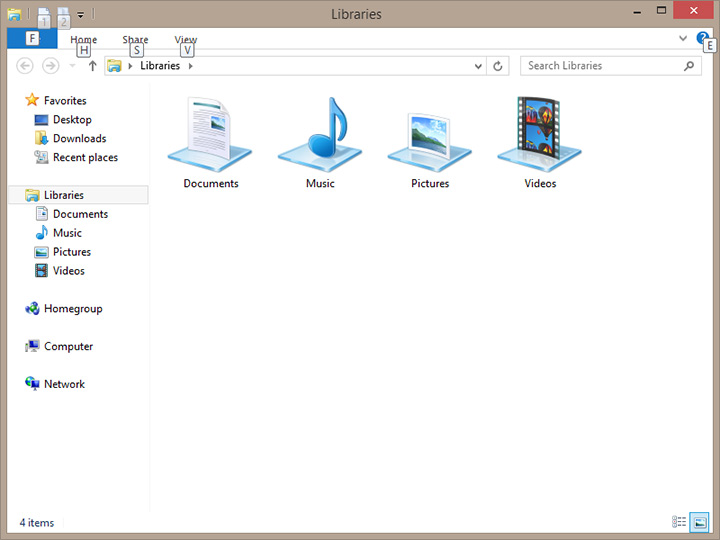 Libraries
1 2
F
Home Share View
H S V E
Libraries
Search Libraries
Favorites
Desktop
Downloads
Recent places
Libraries
Documents
Music
Pictures
Videos
Homegroup
Computer
Network
Documents Music Pictures Videos
4 items